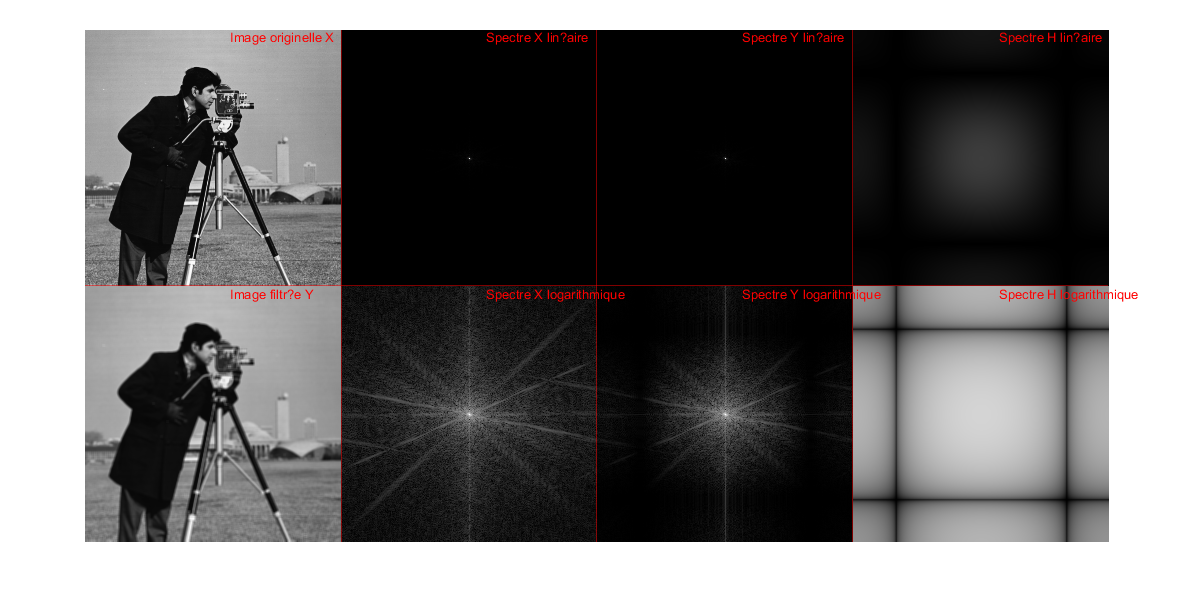 Image originelle X
Spectre X lin?aire
Spectre Y lin?aire
Spectre H lin?aire
Image filtr?e Y
Spectre X logarithmique
Spectre Y logarithmique
Spectre H logarithmique